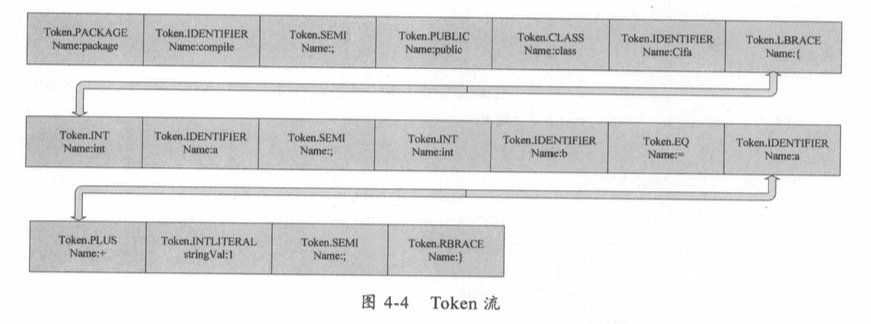 Token.PACKAGE
Name:package
Token.IDENTIFIER
Name:compile
Token.SEMI
Name:;
Token.PUBLIC
Name:public
Token.CLASS
Name:class
Token.IDENTIFIER
Name:Cifa
Token.LBRACE
Name:{
Token.INT
Name:int
Token.IDENTIFIER
Name:a
Token.SEMI
Name:;
Token.INT
Name:int
Token.IDENTIFIER
Name:b
Token.EQ
Name:=
Token.IDENTIFIER
Name:a
Token.PLUS
Name:+
Token.INTLITERAL
stringVal:1
Token.SEMI
Name:;
Token.RBRACE
Name:}
图 4-4 Token 流